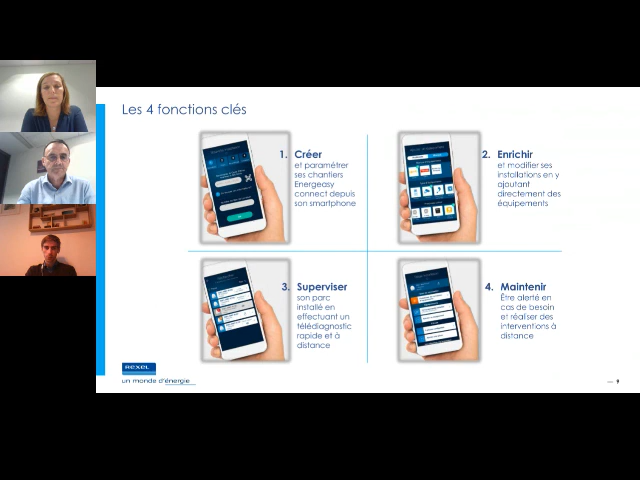 Les 4 fonctions clés
1. Créer
et paramétrer
ses chantiers
Energeasy
connect depuis
son smartphone
2. Enrichir
et modifier ses
installations en y
ajoutant
directement des
équipements
3. Superviser
son parc
installé en
effectuant un
télédiagnostic
rapide et à
distance
4. Maintenir
Être alerté en
cas de besoin
et réaliser des
interventions à
distance
REXEL
un monde d'énergie
9